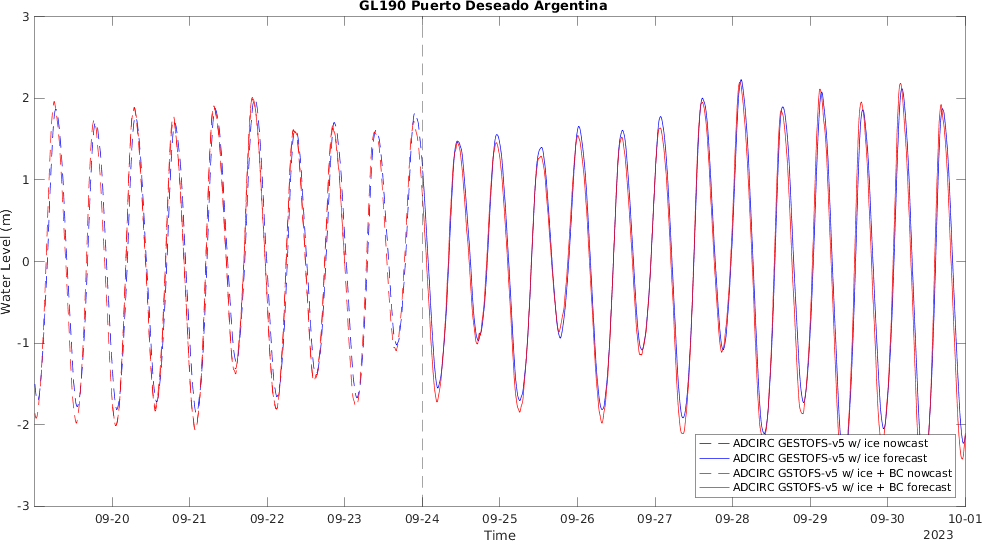 GL190 Puerto Deseado Argentina
3
2
1
0
-1
-2
-3
Water Level (m)
ADCIRC GESTOFS-v5 w/ ice nowcast
ADCIRC GESTOFS-v5 w/ ice forecast
ADCIRC GSTOFS-v5 w/ ice + BC nowcast
ADCIRC GSTOFS-v5 w/ ice + BC forecast
09-20 09-21 09-22 09-23 09-24 09-25 09-26 09-27 09-28 09-29 09-30 10-01
Time 2023